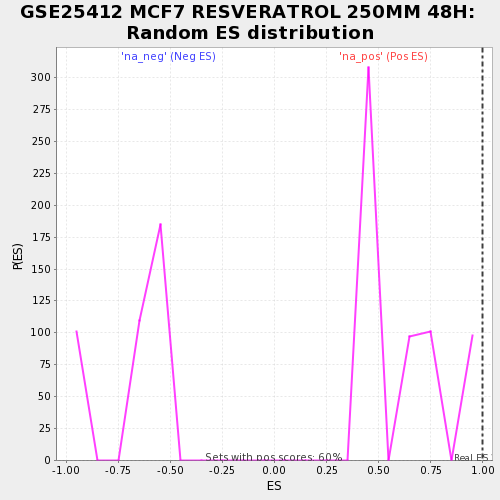 GSE25412 MCF7 RESVERATROL 250MM 48H:
Random ES distribution
'na_neg' (Neg ES)
'na_pos' (Pos ES)
300
275
250
225
200
175
150
125
100
75
50
25
0
P(ES)
Sets with pos scores: 60%
Real ES
-1.00 -0.75 -0.50 -0.25 0.00 0.25 0.50 0.75 1.00
ES